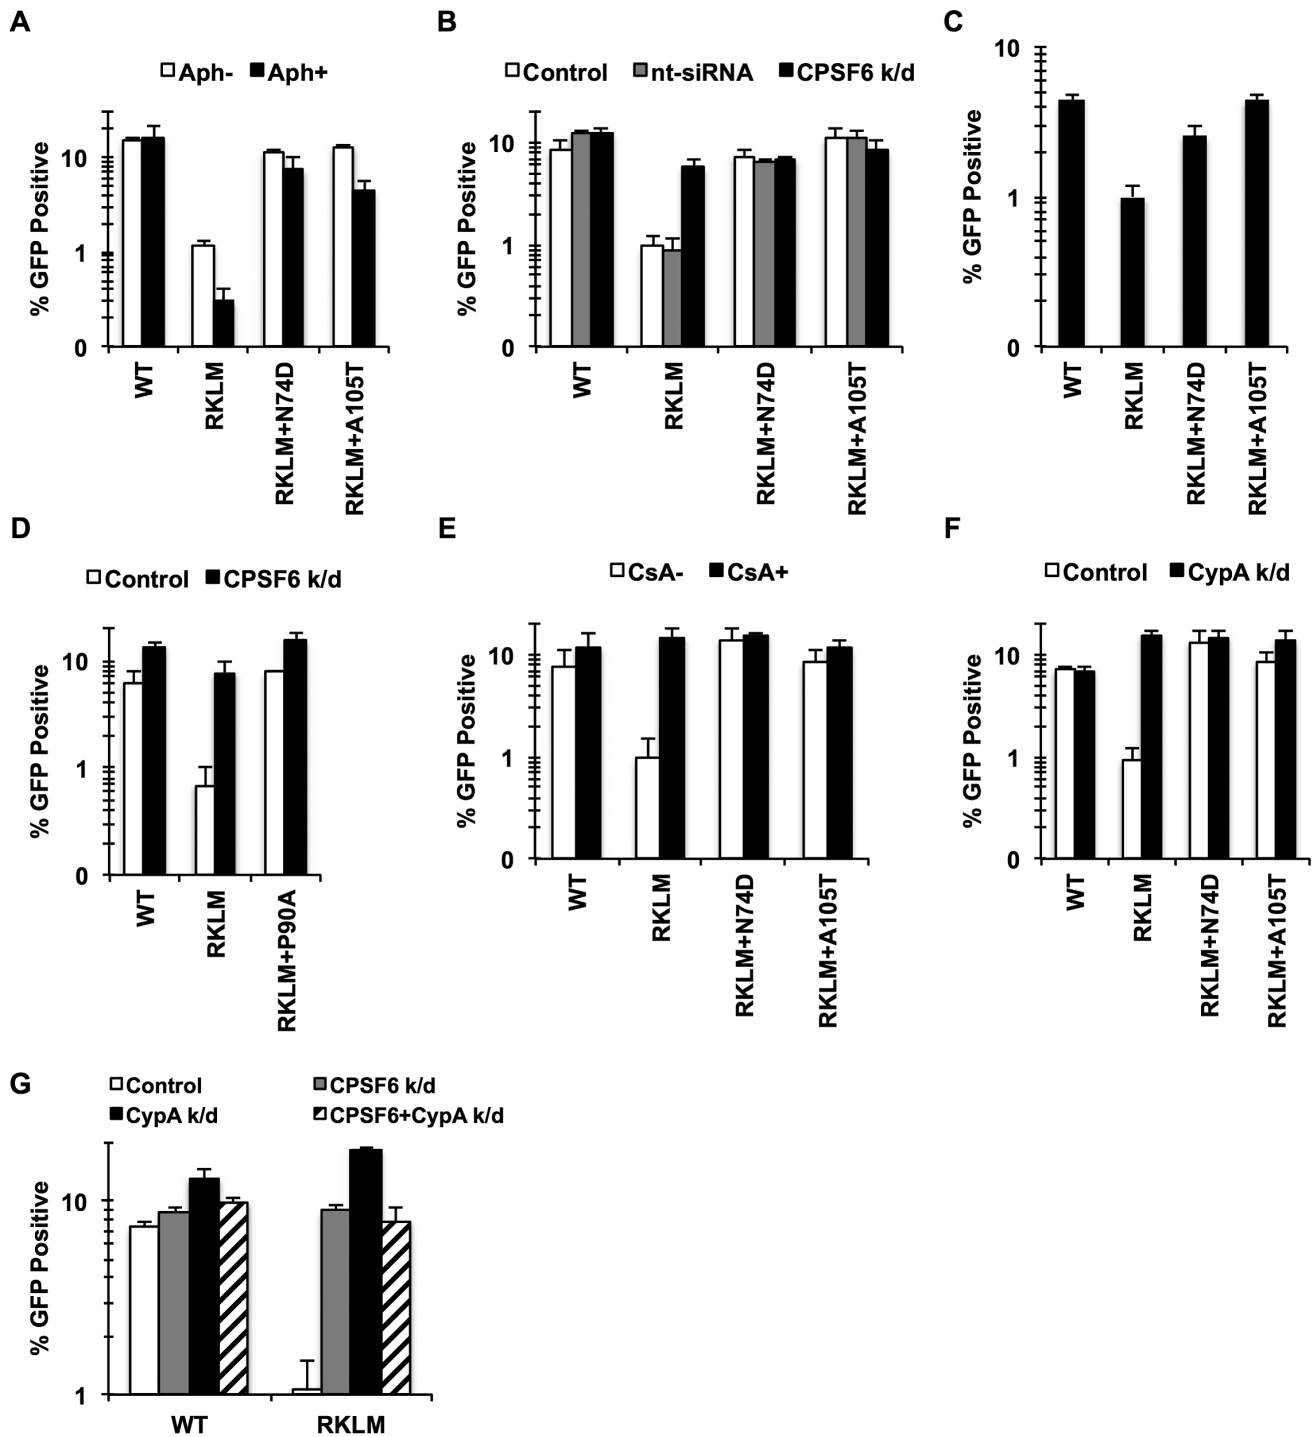 A
Aph- Aph+
% GFP Positive
10
1
0
WT
RKLM
RKLM+N74D
RKLM+A105T
B
Control nt-siRNA CPSF6 k/d
% GFP Positive
10
1
0
WT
RKLM
RKLM+N74D
RKLM+A105T
C
% GFP Positive
10
1
0
WT
RKLM
RKLM+N74D
RKLM+A105T
D
Control CPSF6 k/d
% GFP Positive
10
1
0
WT
RKLM
RKLM+P90A
E
CsA- CsA+
% GFP Positive
10
1
0
WT
RKLM
RKLM+N74D
RKLM+A105T
F
Control CypA k/d
% GFP Positive
10
1
0
WT
RKLM
RKLM+N74D
RKLM+A105T
G
Control CPSF6 k/d
CypA k/d CPSF6+CypA k/d
% GFP Positive
10
1
WT RKLM